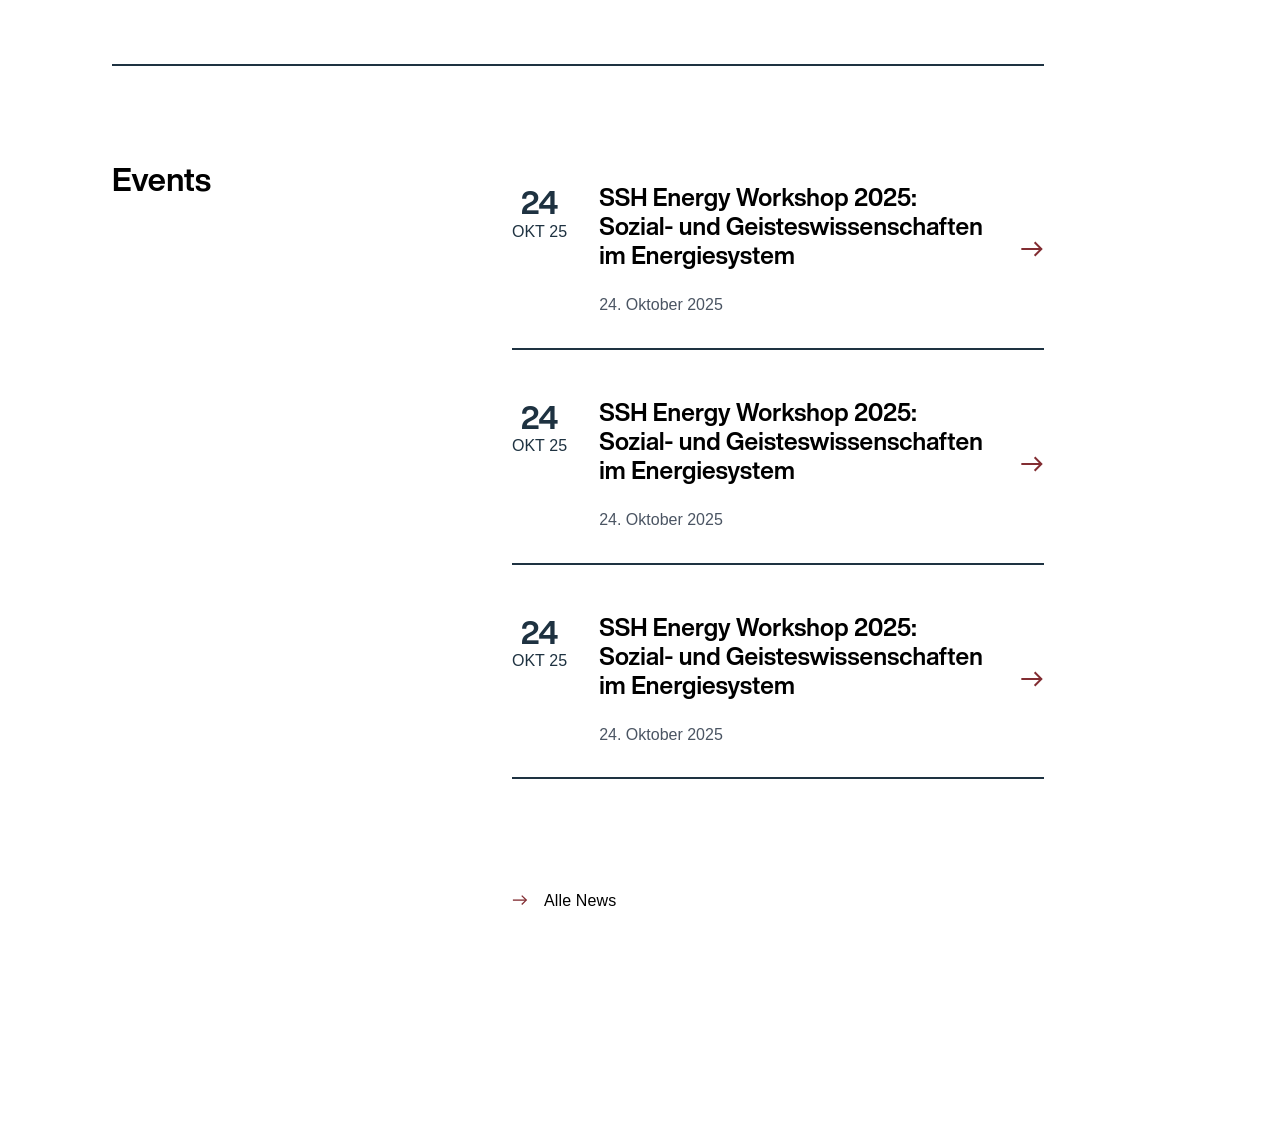 Events
24
OKT 25
SSH Energy Workshop 2025:
Sozial- und Geisteswissenschaften
im Energiesystem
24. Oktober 2025
24
OKT 25
SSH Energy Workshop 2025:
Sozial- und Geisteswissenschaften
im Energiesystem
24. Oktober 2025
24
OKT 25
SSH Energy Workshop 2025:
Sozial- und Geisteswissenschaften
im Energiesystem
24. Oktober 2025
Alle News